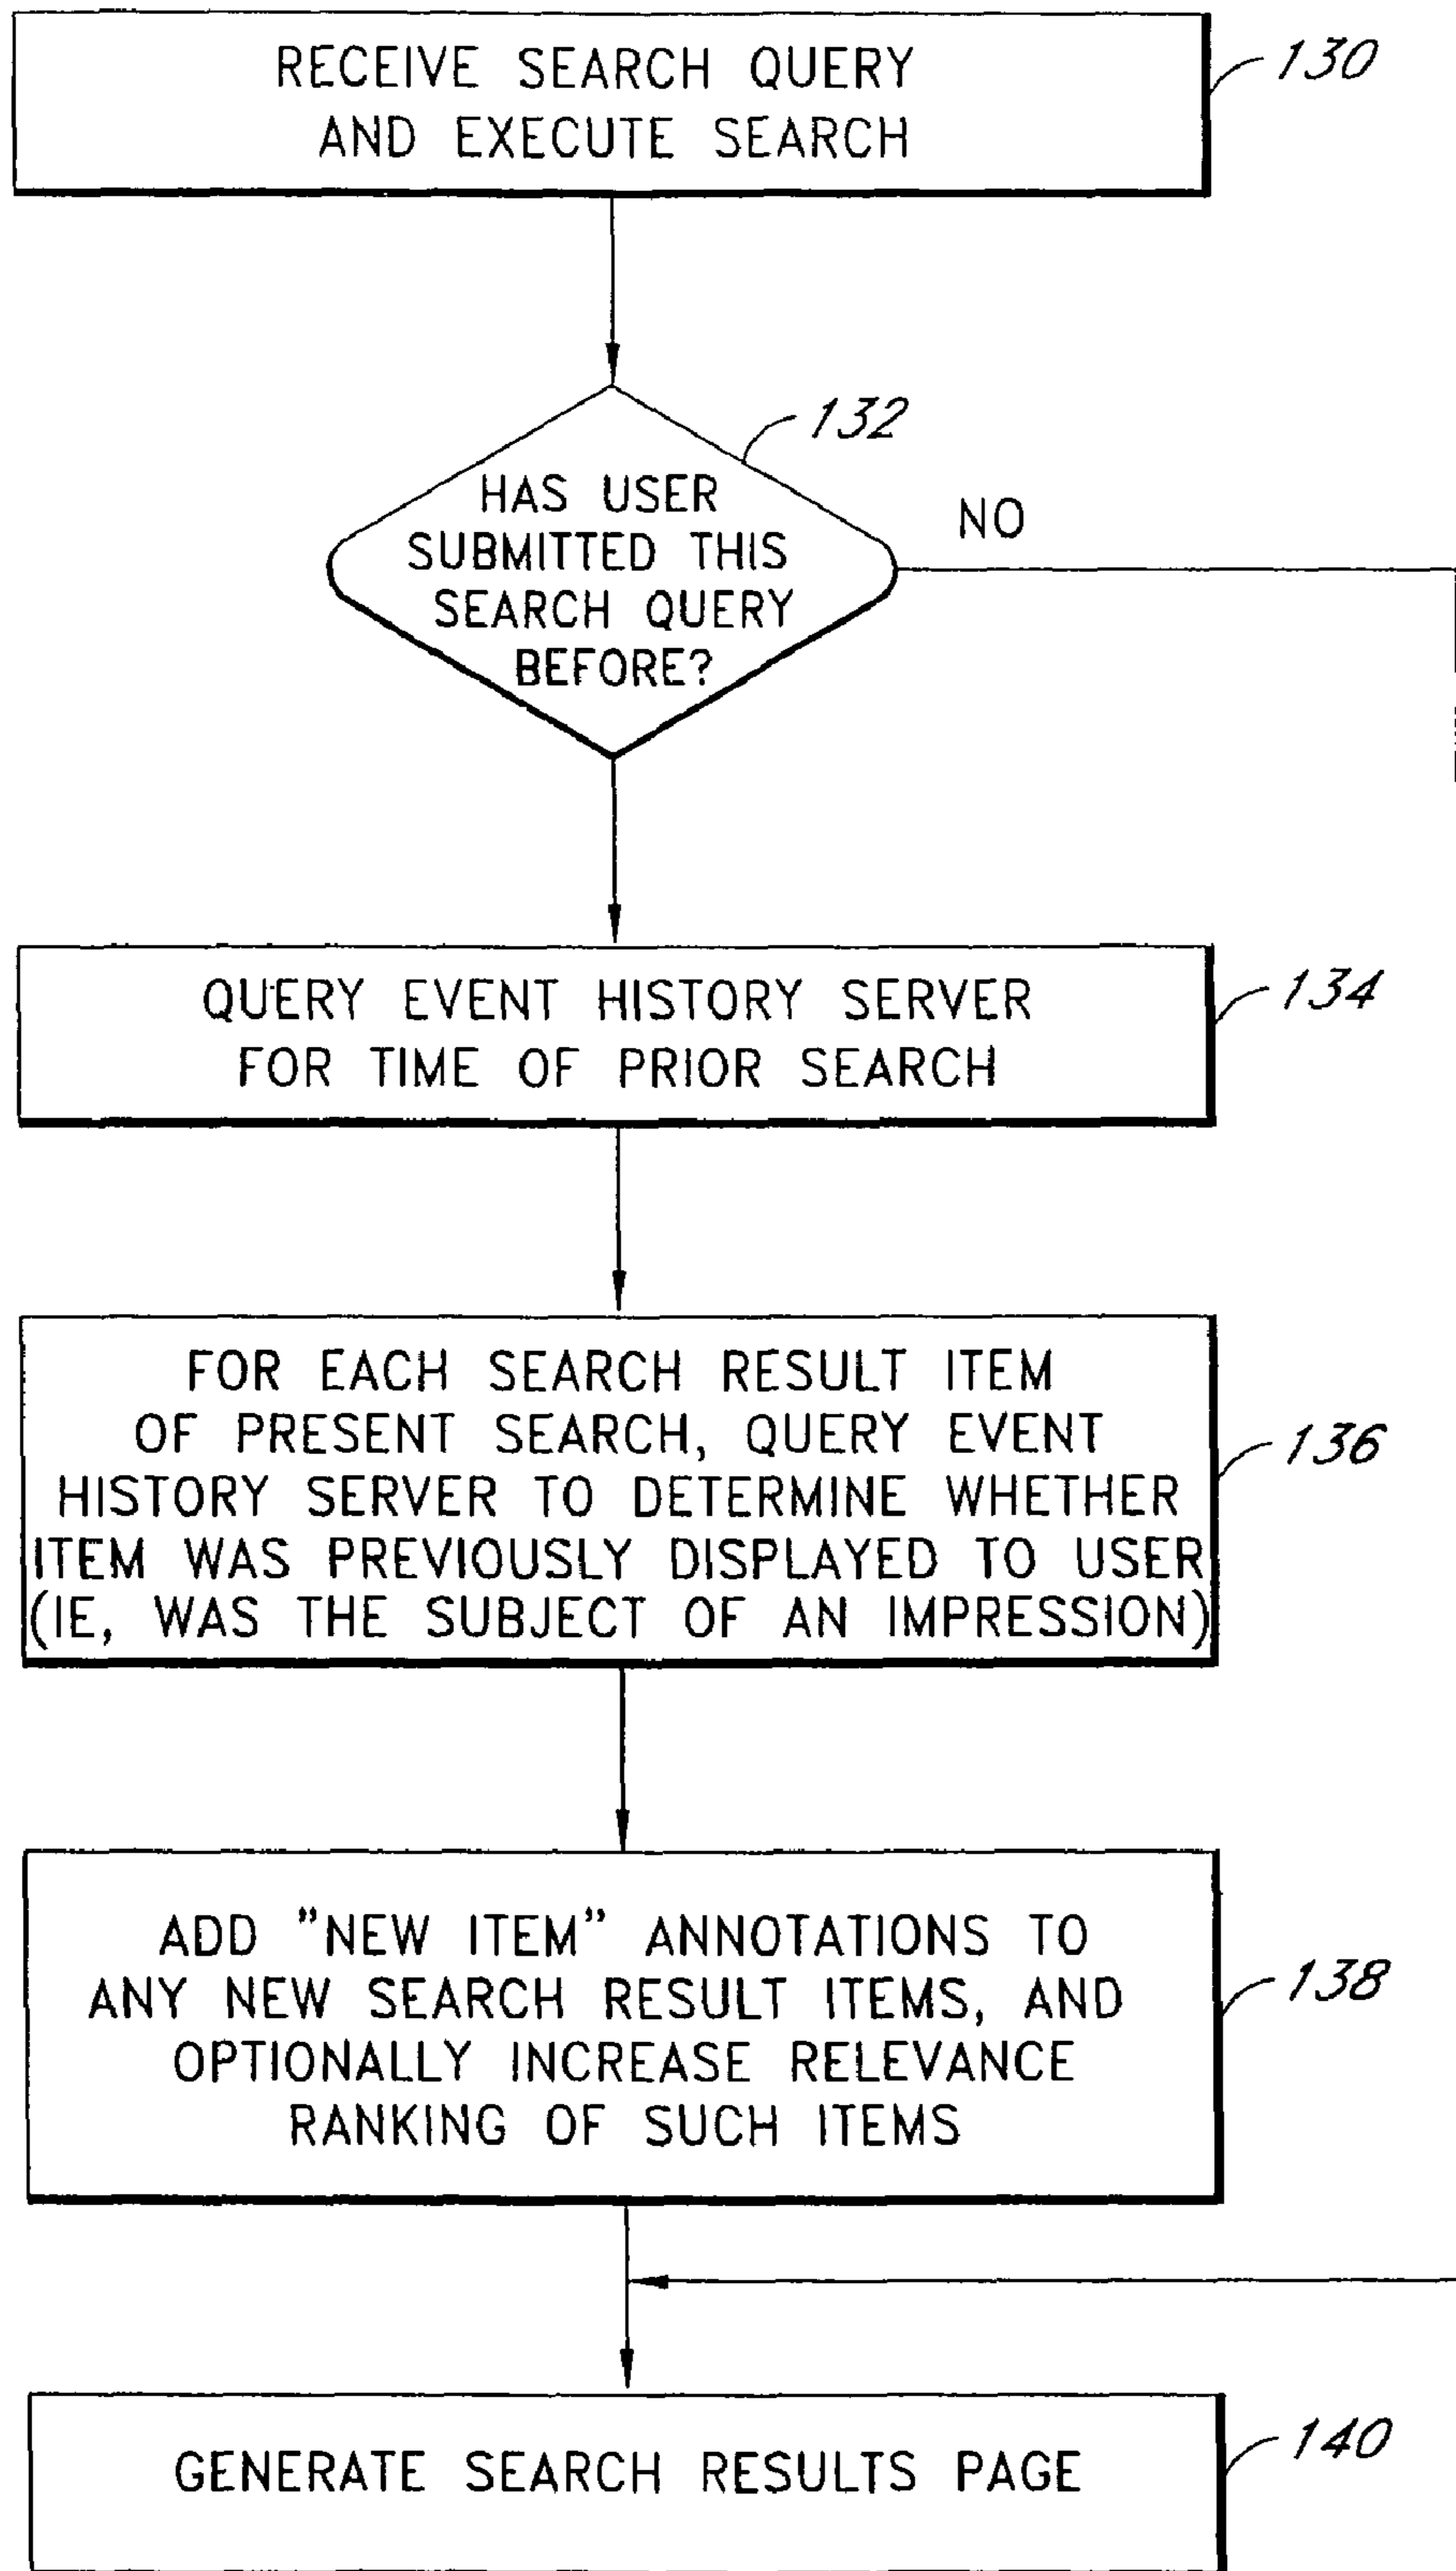 RECEIVE SEARCH QUERY
AND EXECUTE SEARCH
130
132
HAS USER
SUBMITTED THIS
SEARCH QUERY
BEFORE?
NO
QUERY EVENT HISTORY SERVER
FOR TIME OF PRIOR SEARCH
134
FOR EACH SEARCH RESULT ITEM
OF PRESENT SEARCH, QUERY EVENT
HISTORY SERVER TO DETERMINE WHETHER
ITEM WAS PREVIOUSLY DISPLAYED TO USER
(IE, WAS THE SUBJECT OF AN IMPRESSION)
136
ADD "NEW ITEM" ANNOTATIONS TO
ANY NEW SEARCH RESULT ITEMS, AND
OPTIONALLY INCREASE RELEVANCE
RANKING OF SUCH ITEMS
138
GENERATE SEARCH RESULTS PAGE
140